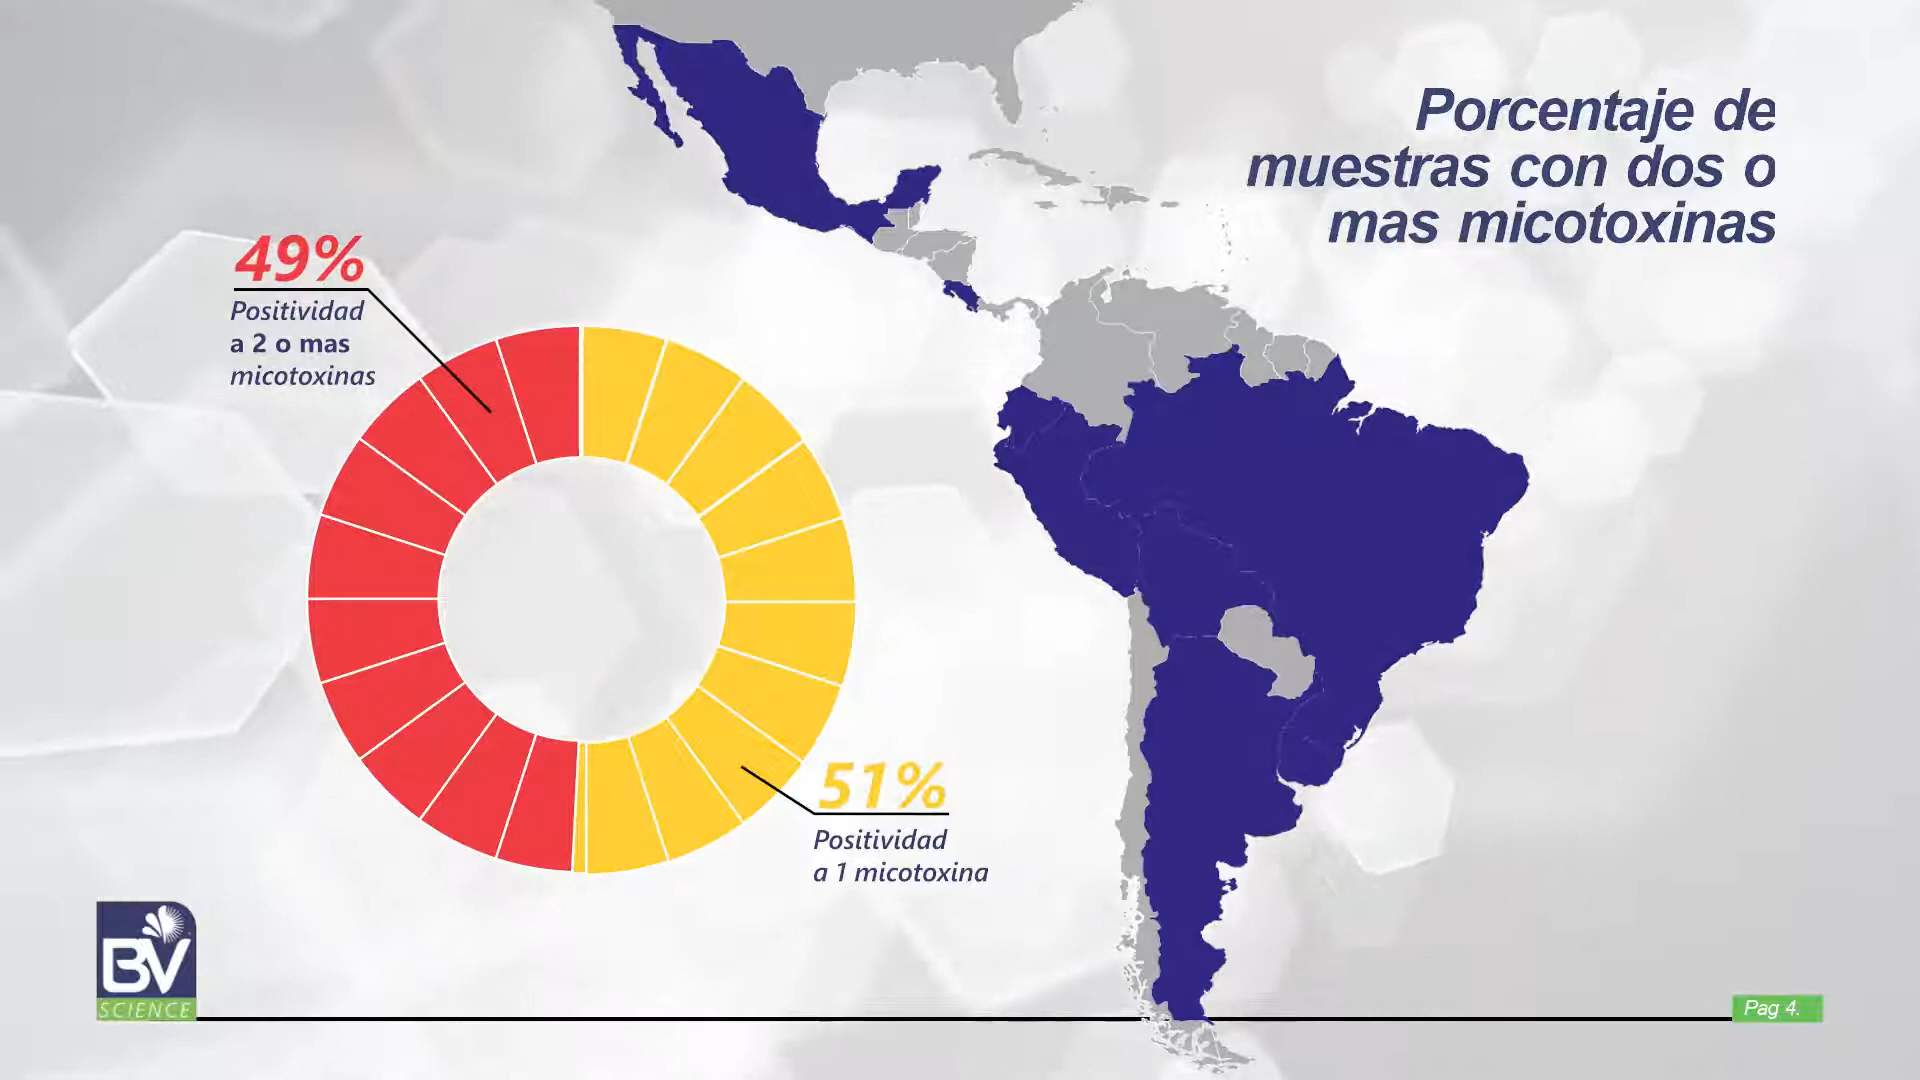 Porcentaje de
muestras con dos o
mas micotoxinas
49%
Positividad
a 2 o mas
micotoxinas
51%
Positividad
a 1 micotoxina
BV
SCIENCE
Pag 4.